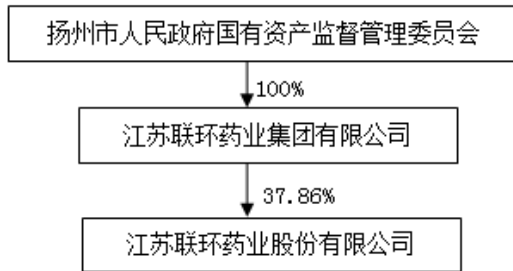 扬州市人民政府国有资产监督管理委员会
100%
江苏联环药业集团有限公司
37.86%
江苏联环药业股份有限公司